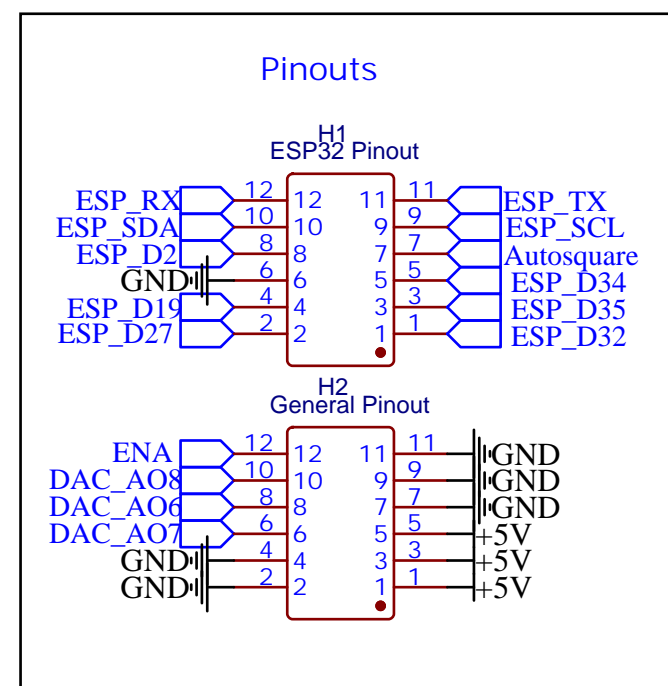 Pinouts
H1
ESP32 Pinout
ESP_RX 12 12 11 11 ESP_TX
ESP_SDA 10 10 9 9 ESP_SCL
ESP_D2 8 8 7 7 Autosquare
GND 6 6 5 5 ESP_D34
ESP_D19 4 4 3 3 ESP_D35
ESP_D27 2 2 1 1 ESP_D32
H2
General Pinout
ENA 12 12 11 11 GND
DAC_AO8 10 10 9 9 GND
DAC_AO6 8 8 7 7 GND
DAC_AO7 6 6 5 5 +5V
GND 4 4 3 3 +5V
GND 2 2 1 1 +5V